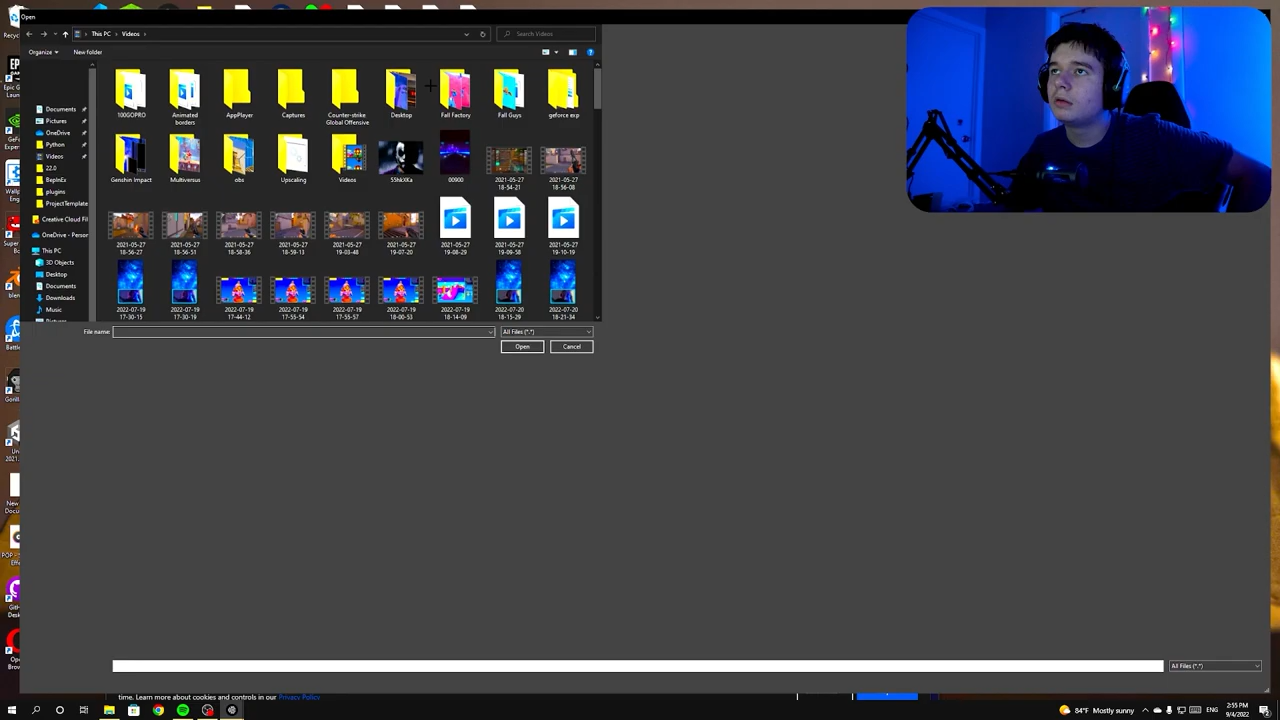 Open
This PC
Videos
Search Videos
Organize
New folder
100GOPRO
Animated
borders
AppPlayer
Captures
Counter-strike
Global Offensive
Desktop
Fall Factory
Fall Guys
geforce exp
Documents
Pictures
OneDrive
Python
Videos
22.0
BepInEx
plugins
ProjectTemplate
Creative Cloud Fil
OneDrive - Person
This PC
3D Objects
Desktop
Documents
Downloads
Music
Genshin Impact
Multiversus
obs
Upscaling
Videos
55hkXKa
00900
2021-05-27
18-54-21
2021-05-27
18-56-08
2021-05-27
18-56-27
2021-05-27
18-56-51
2021-05-27
18-58-36
2021-05-27
18-59-13
2021-05-27
19-03-48
2021-05-27
19-07-20
2021-05-27
19-08-29
2021-05-27
19-09-58
2021-05-27
19-10-19
2022-07-19
17-30-15
2022-07-19
17-30-19
2022-07-19
17-44-12
2022-07-19
17-55-54
2022-07-19
17-55-57
2022-07-19
18-00-53
2022-07-19
18-14-09
2022-07-20
18-15-29
2022-07-20
18-21-34
File name:
All Files (*.*)
Open
Cancel
All Files (*.*)
time. Learn more about cookies and controls in our Privacy Policy
84°F Mostly sunny
ENG
2:55 PM
9/4/2022